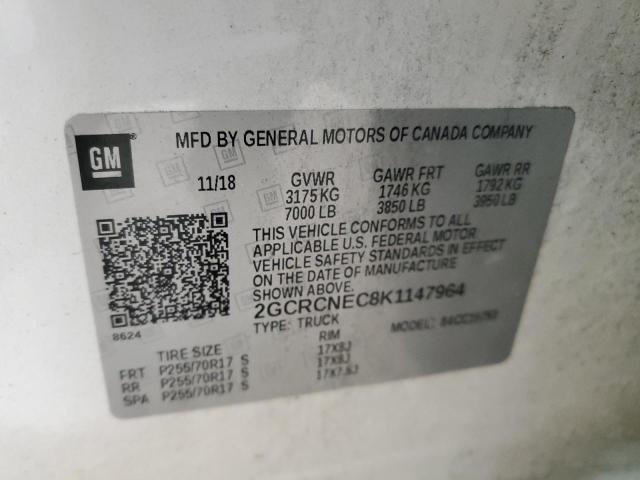 GM
MFD BY GENERAL MOTORS OF CANADA COMPANY
11/18 GVWR GAWR FRT GAWR RR
3175 KG 1746 KG 1792 KG
7000 LB 3850 LB 3950 LB
THIS VEHICLE CONFORMS TO ALL
APPLICABLE U.S. FEDERAL MOTOR
VEHICLE SAFETY STANDARDS IN EFFECT
ON THE DATE OF MANUFACTURE
SHOWN ABOVE.
2GCRCNEC8K1147964
8624
TYPE: TRUCK MODEL:
TIRE SIZE RIM
FRT P255/70R17 S 17X8J
RR P255/70R17 S 17X8J
SPA P255/70R17 S 17X7.5J